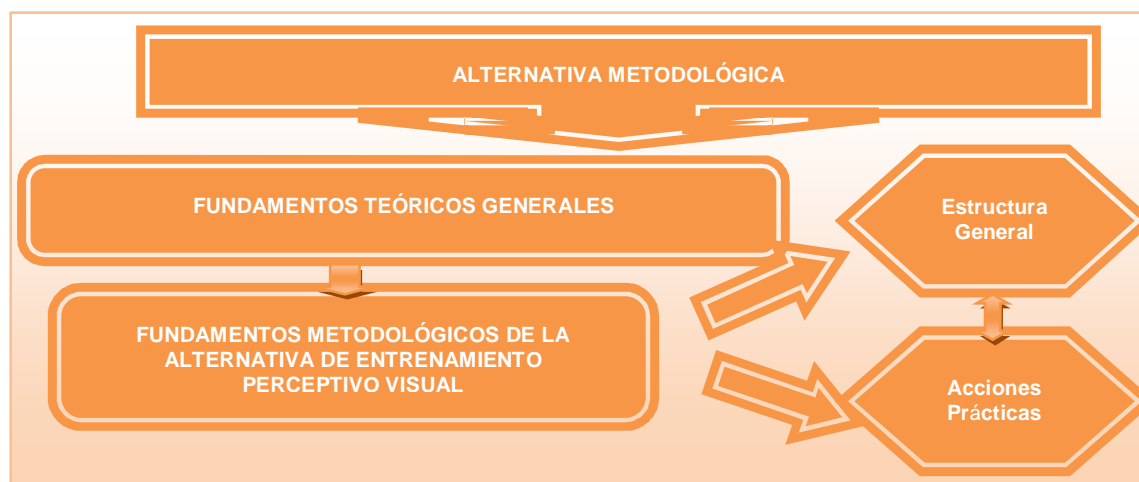 ALTERNATIVA METODOLÓGICA
FUNDAMENTOS TEÓRICOS GENERALES
Estructura
General
FUNDAMENTOS METODOLÓGICOS DE LA
ALTERNATIVA DE ENTRENAMIENTO
PERCEPTIVO VISUAL
Acciones
Prácticas